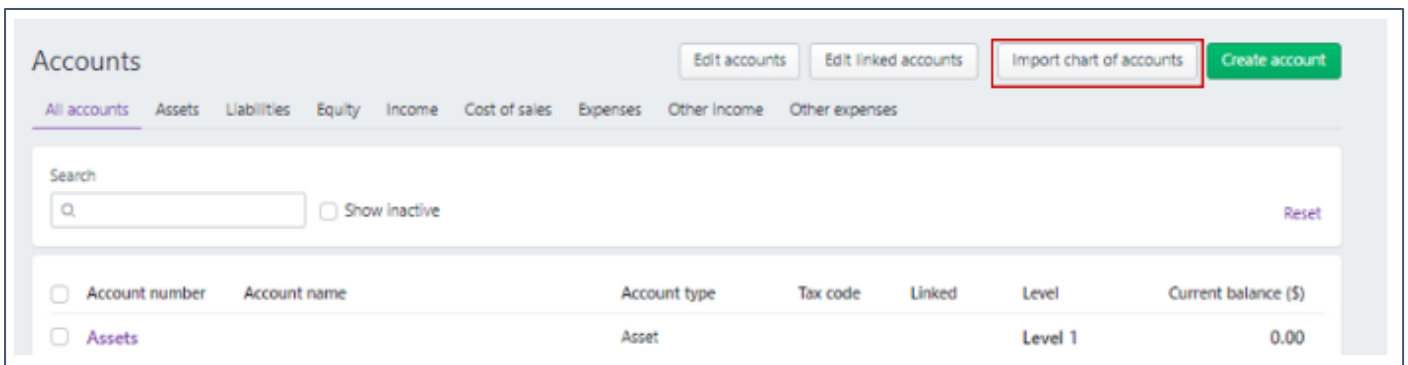 Accounts
Edit accounts Edit linked accounts Import chart of accounts Create account
All accounts Assets Liabilities Equity Income Cost of sales Expenses Other income Other expenses
Search
Show inactive Reset
Account number Account name Account type Tax code Linked Level Current balance ($)
Assets Asset Level 1 0.00